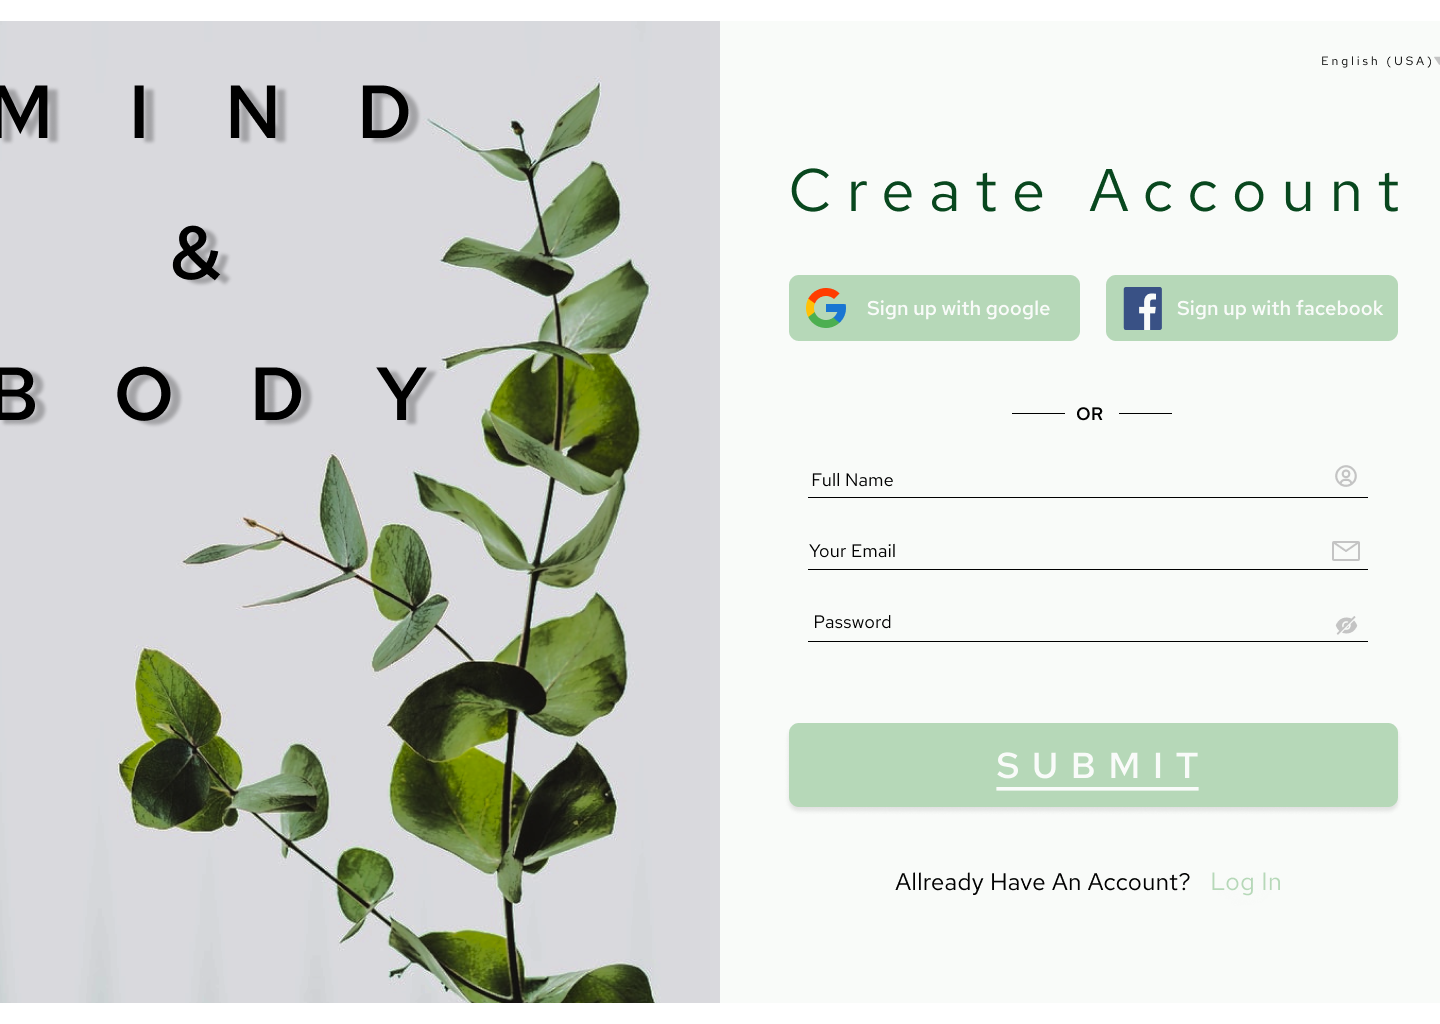 MIND
&
BODY
English (USA)
Create Account
Sign up with google
Sign up with facebook
OR
Full Name
Your Email
Password
SUBMIT
Allready Have An Account? Log In